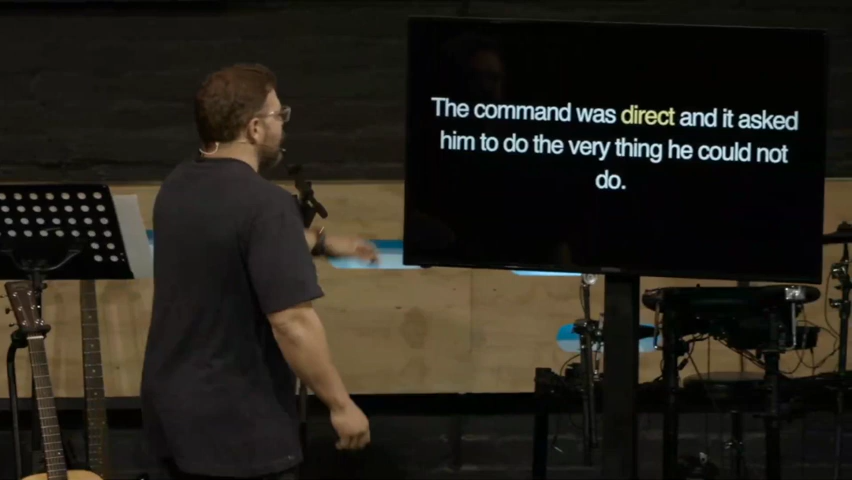 The command was direct and it asked
him to do the very thing he could not
do.